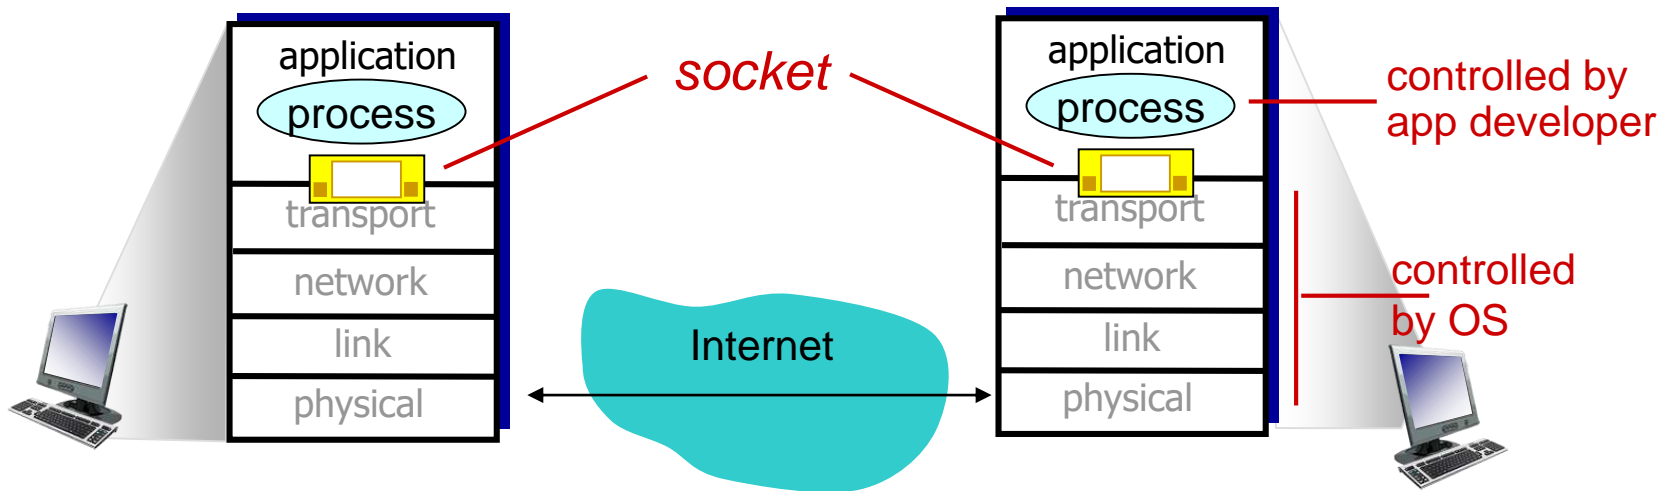 application
process
transport
network
link
physical
socket
Internet
application
process
transport
network
link
physical
controlled by
app developer
controlled
by OS